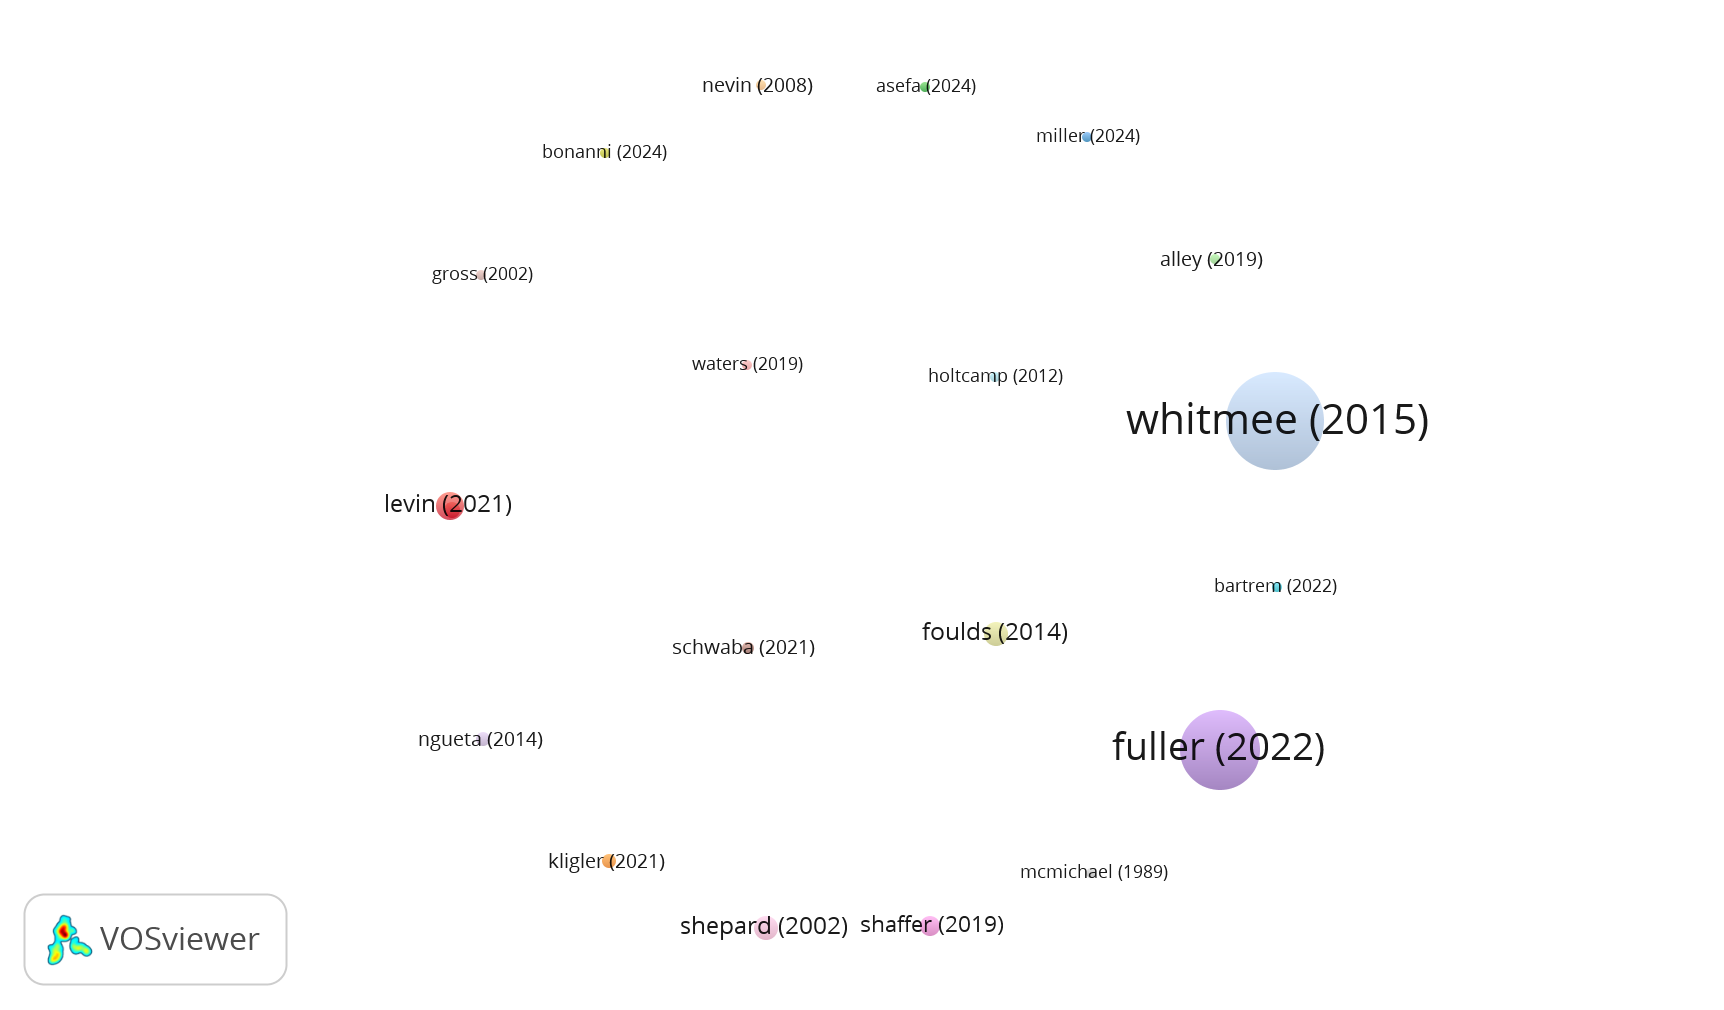 nevin (2008)
asefa (2024)
miller (2024)
bonanni (2024)
alley (2019)
gross (2002)
waters (2019)
holtcamp (2012)
whitmee (2015)
levin (2021)
bartrem (2022)
foulds (2014)
schwaba (2021)
ngueta (2014)
fuller (2022)
kligler (2021)
mcmichael (1989)
shepard (2002)
shaffer (2019)
VOSviewer